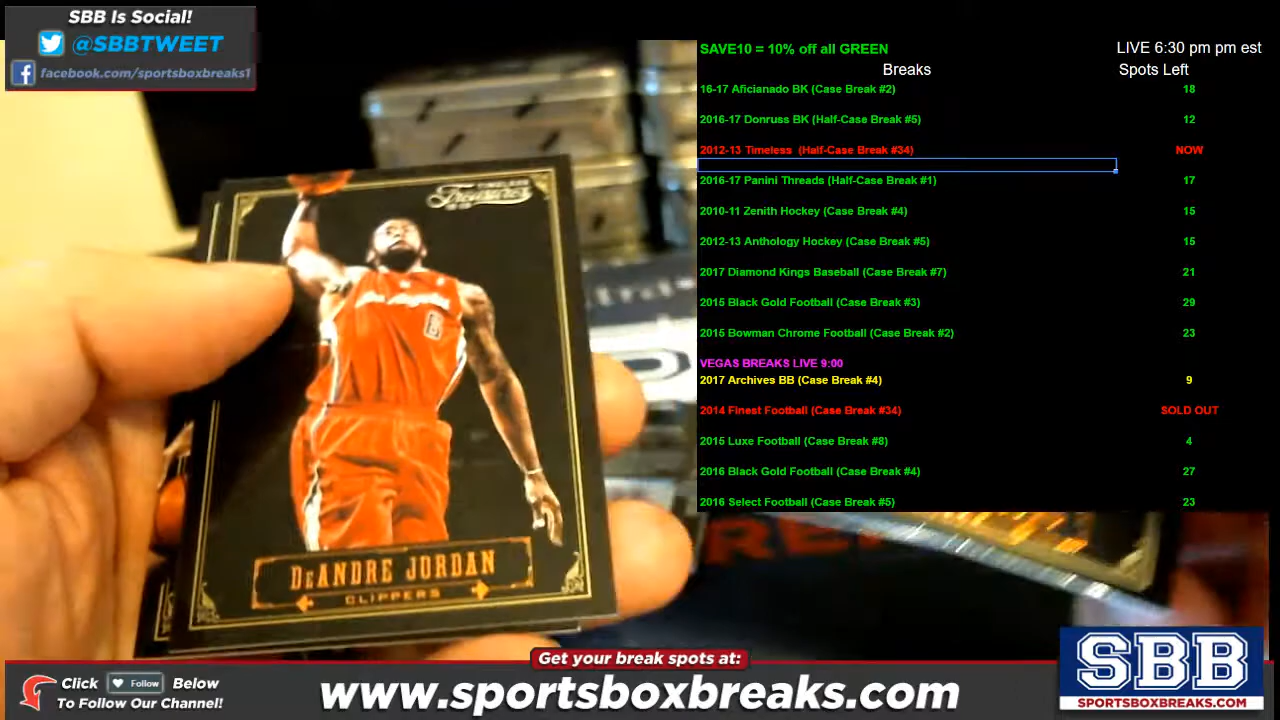 SBB Is Social!
@SBBTWEET
facebook.com/sportsboxbreaks1
SAVE10 = 10% off all GREEN
LIVE 6:30 pm pm est
Breaks Spots Left
16-17 Aficianado BK (Case Break #2) 18
2016-17 Donruss BK (Half-Case Break #5) 12
2012-13 Timeless (Half-Case Break #34) NOW
2016-17 Panini Threads (Half-Case Break #1) 17
2010-11 Zenith Hockey (Case Break #4) 15
2012-13 Anthology Hockey (Case Break #5) 15
2017 Diamond Kings Baseball (Case Break #7) 21
2015 Black Gold Football (Case Break #3) 29
2015 Bowman Chrome Football (Case Break #2) 23
VEGAS BREAKS LIVE 9:00
2017 Archives BB (Case Break #4) 9
2014 Finest Football (Case Break #34) SOLD OUT
2015 Luxe Football (Case Break #8) 4
2016 Black Gold Football (Case Break #4) 27
2016 Select Football (Case Break #5) 23
Treasures
Los Angeles
6
DeANDRE JORDAN
CLIPPERS
Get your break spots at:
www.sportsboxbreaks.com
Click Follow Below
To Follow Our Channel!
SBB
SPORTSBOXBREAKS.COM